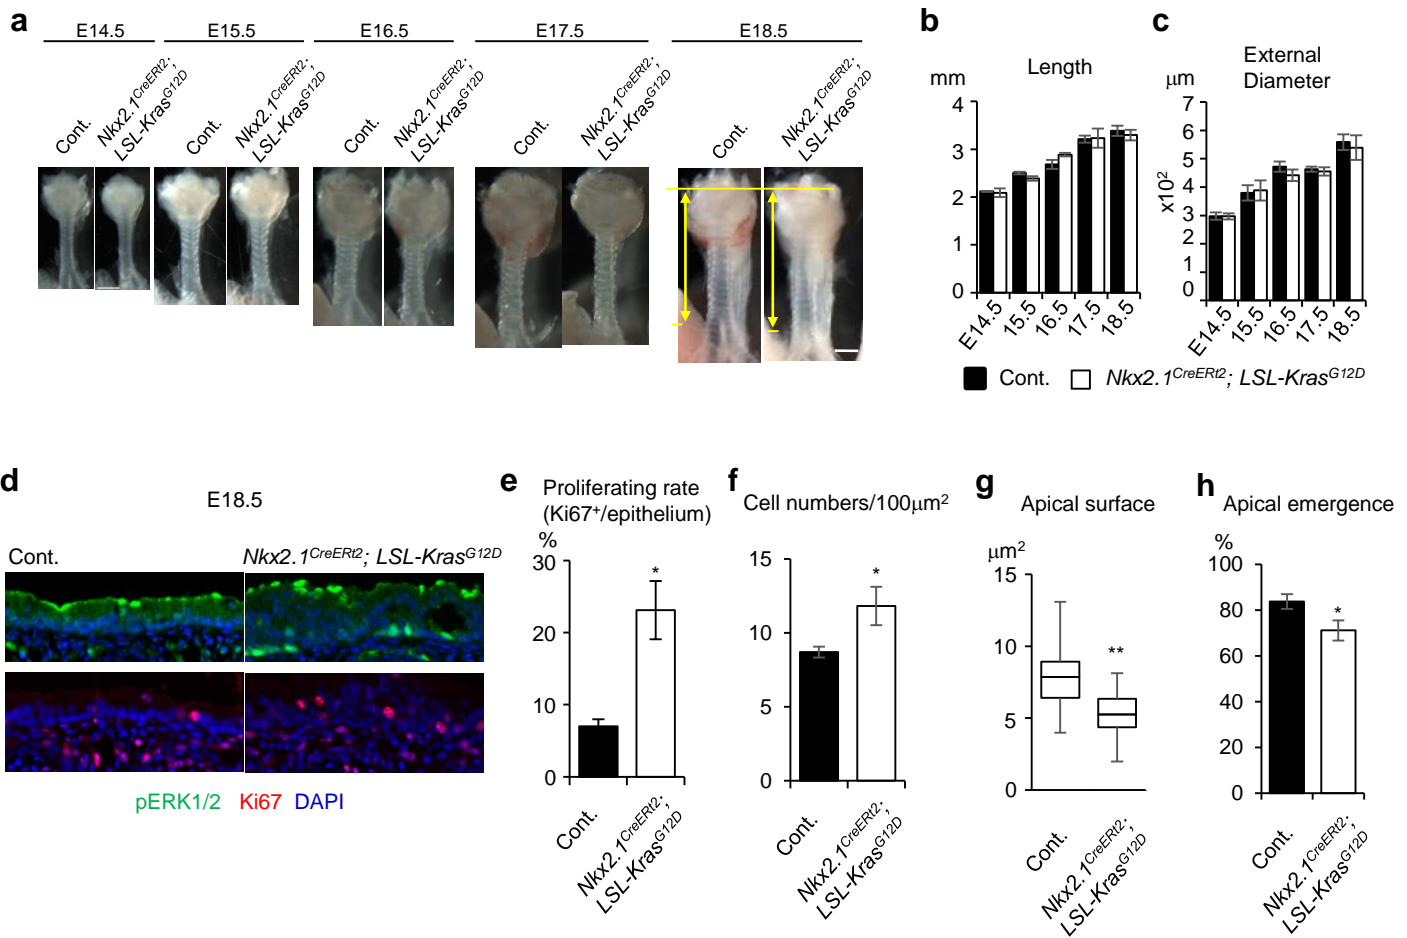 a
E14.5 E15.5 E16.5 E17.5 E18.5
Cont.
Nkx2.1CreERt2;
LSL-KrasG12D
Cont.
Nkx2.1CreERt2;
LSL-KrasG12D
Cont.
Nkx2.1CreERt2;
LSL-KrasG12D
Cont.
Nkx2.1CreERt2;
LSL-KrasG12D
Cont.
Nkx2.1CreERt2;
LSL-KrasG12D
b
Length
mm
4
3
2
1
0
E14.5 15.5 16.5 17.5 18.5
c
External
Diameter
μm
x102
7
6
5
4
3
2
1
0
E14.5 15.5 16.5 17.5 18.5
Cont. Nkx2.1CreERt2; LSL-KrasG12D
d
E18.5
Cont. Nkx2.1CreERt2; LSL-KrasG12D
pERK1/2 Ki67 DAPI
e
Proliferating rate
(Ki67+/epithelium)
%
30
20
10
0
*
Cont.
Nkx2.1CreERt2;
LSL-KrasG12D
f
Cell numbers/100μm2
15
10
5
0
*
Cont.
Nkx2.1CreERt2;
LSL-KrasG12D
g
Apical surface
μm2
15
10
5
0
**
Cont.
Nkx2.1CreERt2;
LSL-KrasG12D
h
Apical emergence
%
100
80
60
40
20
0
*
Cont.
Nkx2.1CreERt2;
LSL-KrasG12D